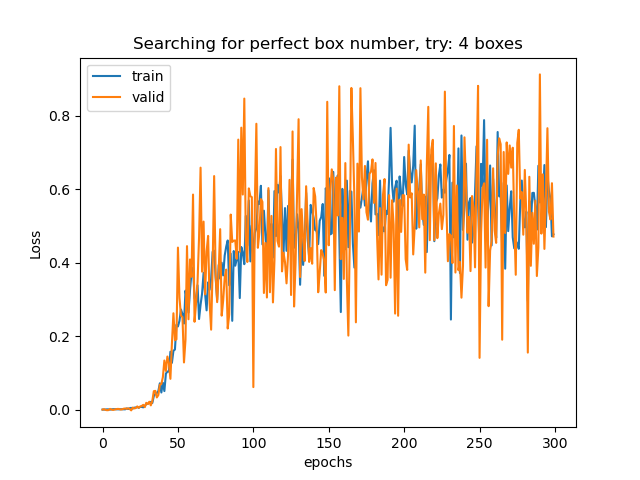 Searching for perfect box number, try: 4 boxes
train
valid
Loss
0.8
0.6
0.4
0.2
0.0
0 50 100 150 200 250 300
epochs